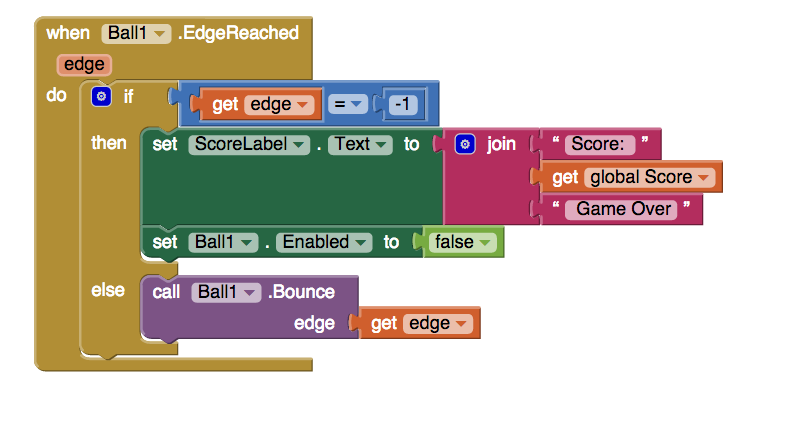 when Ball1 .EdgeReached
edge
do if get edge = -1
then set ScoreLabel . Text to join " Score: "
get global Score
" Game Over "
set Ball1 . Enabled to false
else call Ball1 .Bounce
edge get edge